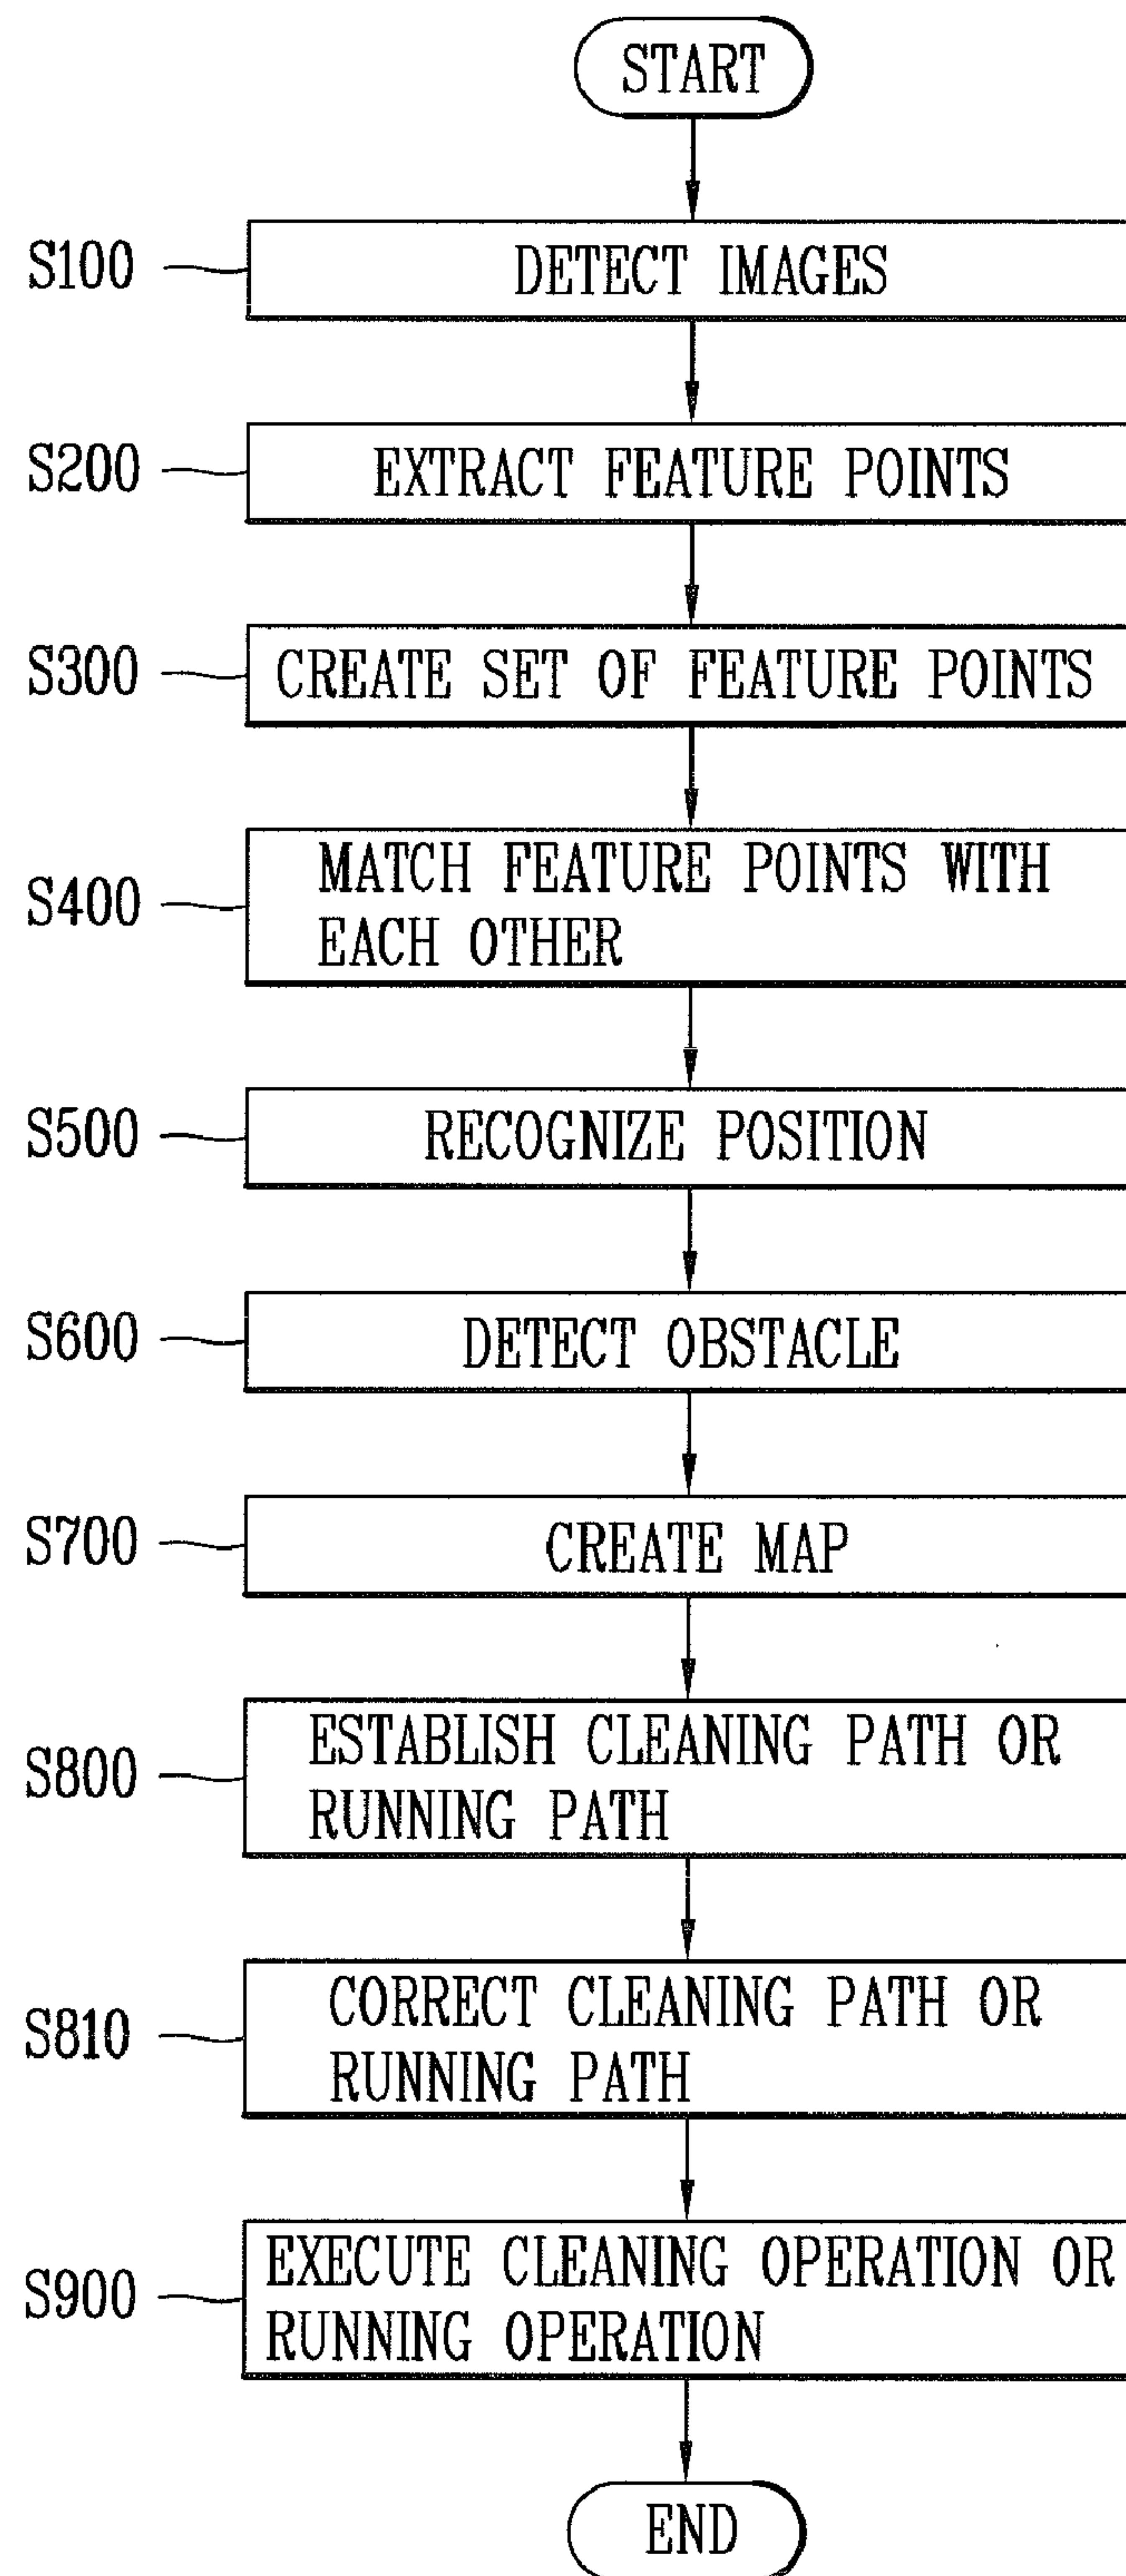 START
S100
DETECT IMAGES
S200
EXTRACT FEATURE POINTS
S300
CREATE SET OF FEATURE POINTS
S400
MATCH FEATURE POINTS WITH
EACH OTHER
S500
RECOGNIZE POSITION
S600
DETECT OBSTACLE
S700
CREATE MAP
S800
ESTABLISH CLEANING PATH OR
RUNNING PATH
S810
CORRECT CLEANING PATH OR
RUNNING PATH
S900
EXECUTE CLEANING OPERATION OR
RUNNING OPERATION
END